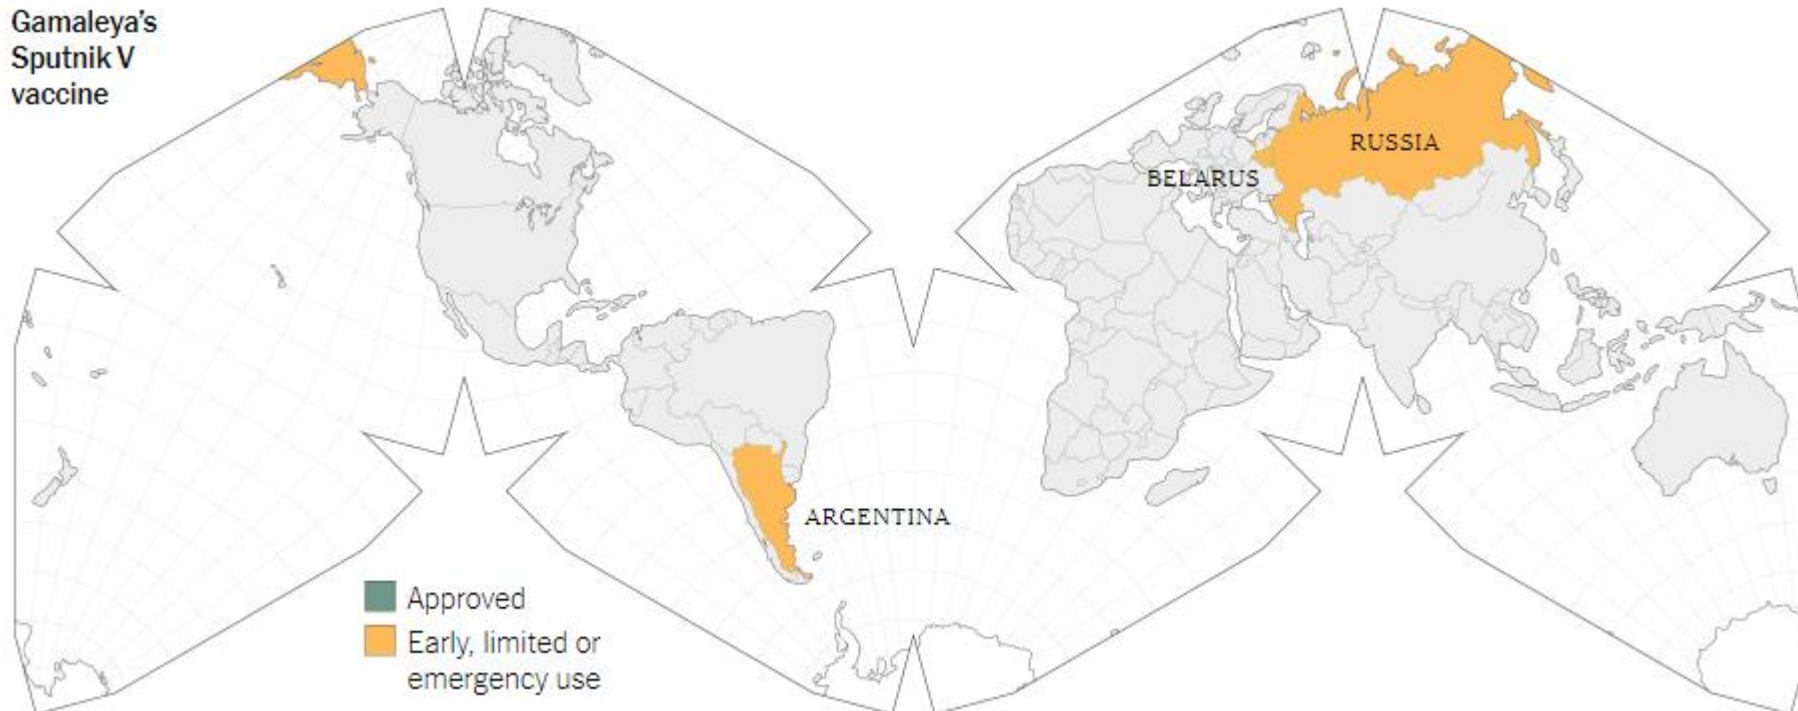 Gamaleya's
Sputnik V
vaccine
RUSSIA
BELARUS
ARGENTINA
Approved
Early, limited or
emergency use